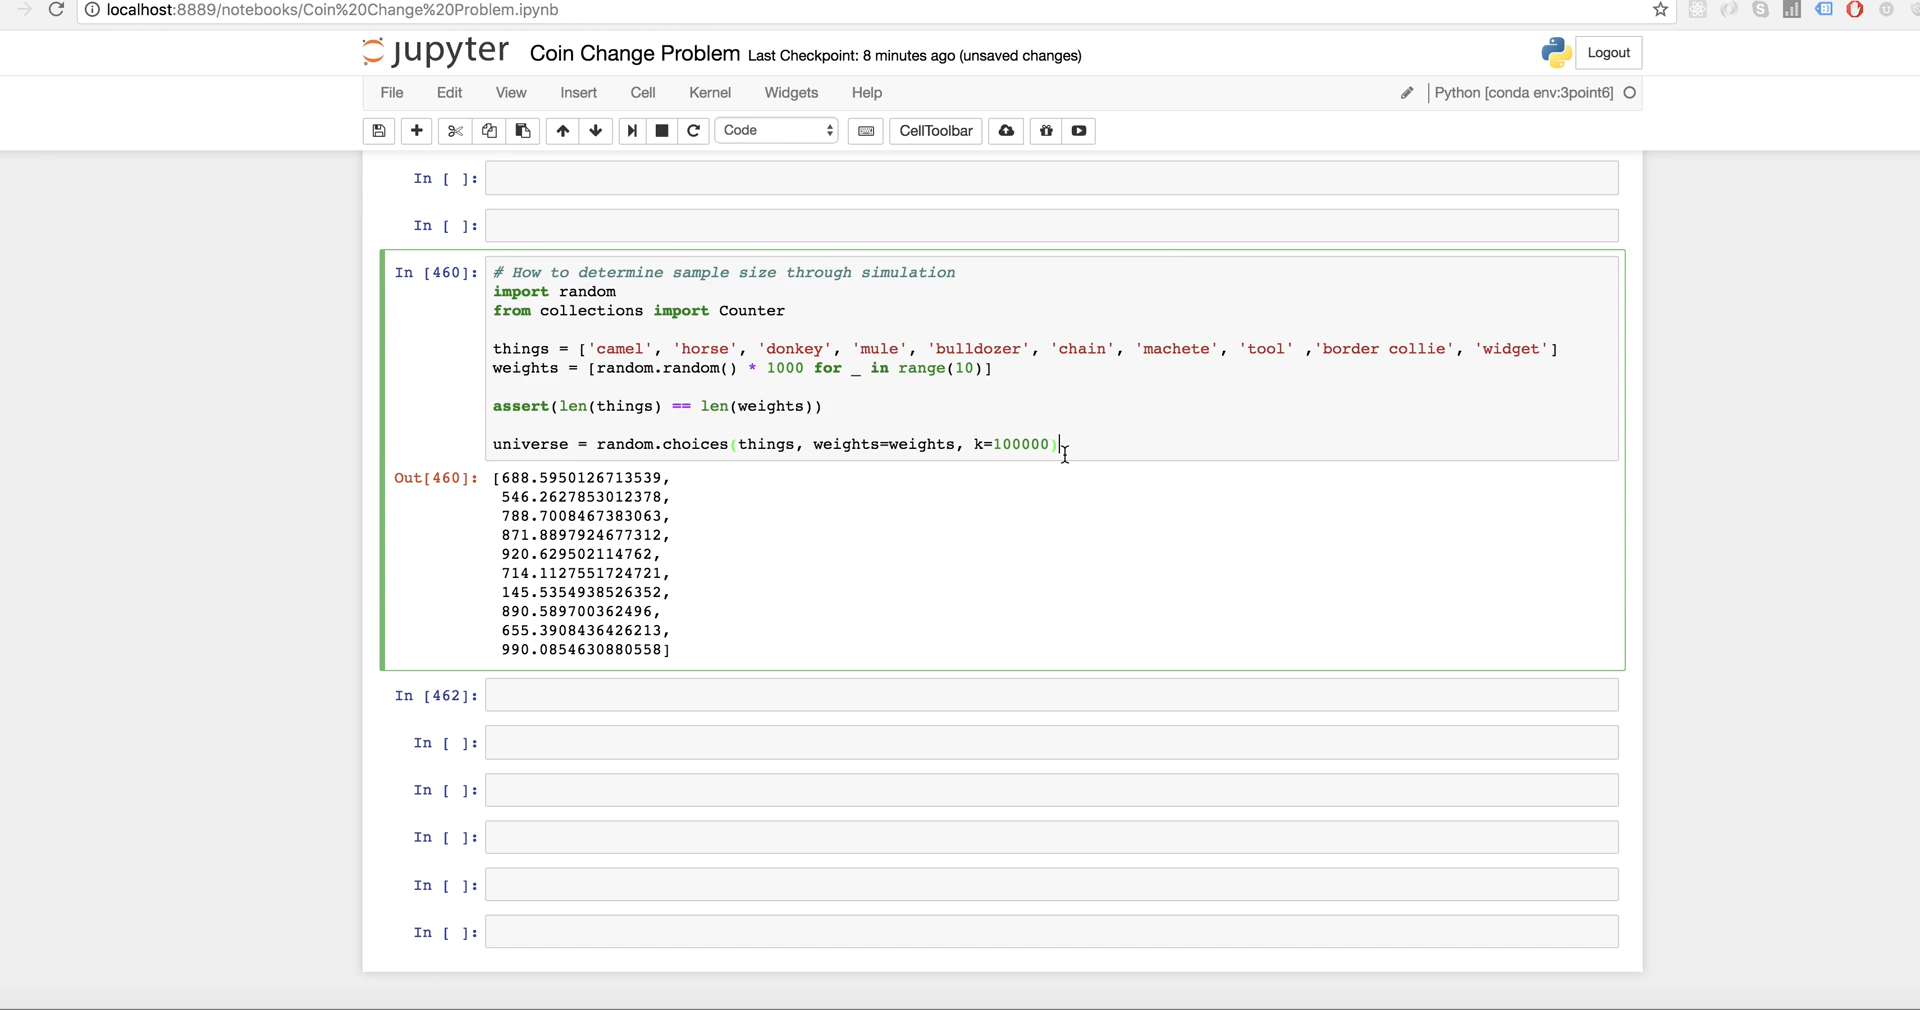 localhost:8889/notebooks/Coin%20Change%20Problem.ipynb
jupyter Coin Change Problem Last Checkpoint: 8 minutes ago (unsaved changes) Logout
File Edit View Insert Cell Kernel Widgets Help Python [conda env:3point6]
Code CellToolbar
In [ ]:
In [ ]:
In [460]: # How to determine sample size through simulation
import random
from collections import Counter
things = ['camel', 'horse', 'donkey', 'mule', 'bulldozer', 'chain', 'machete', 'tool' ,'border collie', 'widget']
weights = [random.random() * 1000 for _ in range(10)]
assert(len(things) == len(weights))
universe = random.choices(things, weights=weights, k=100000)
Out[460]: [688.5950126713539,
546.2627853012378,
788.7008467383063,
871.8897924677312,
920.629502114762,
714.1127551724721,
145.5354938526352,
890.589700362496,
655.3908436426213,
990.0854630880558]
In [462]:
In [ ]:
In [ ]:
In [ ]:
In [ ]:
In [ ]: